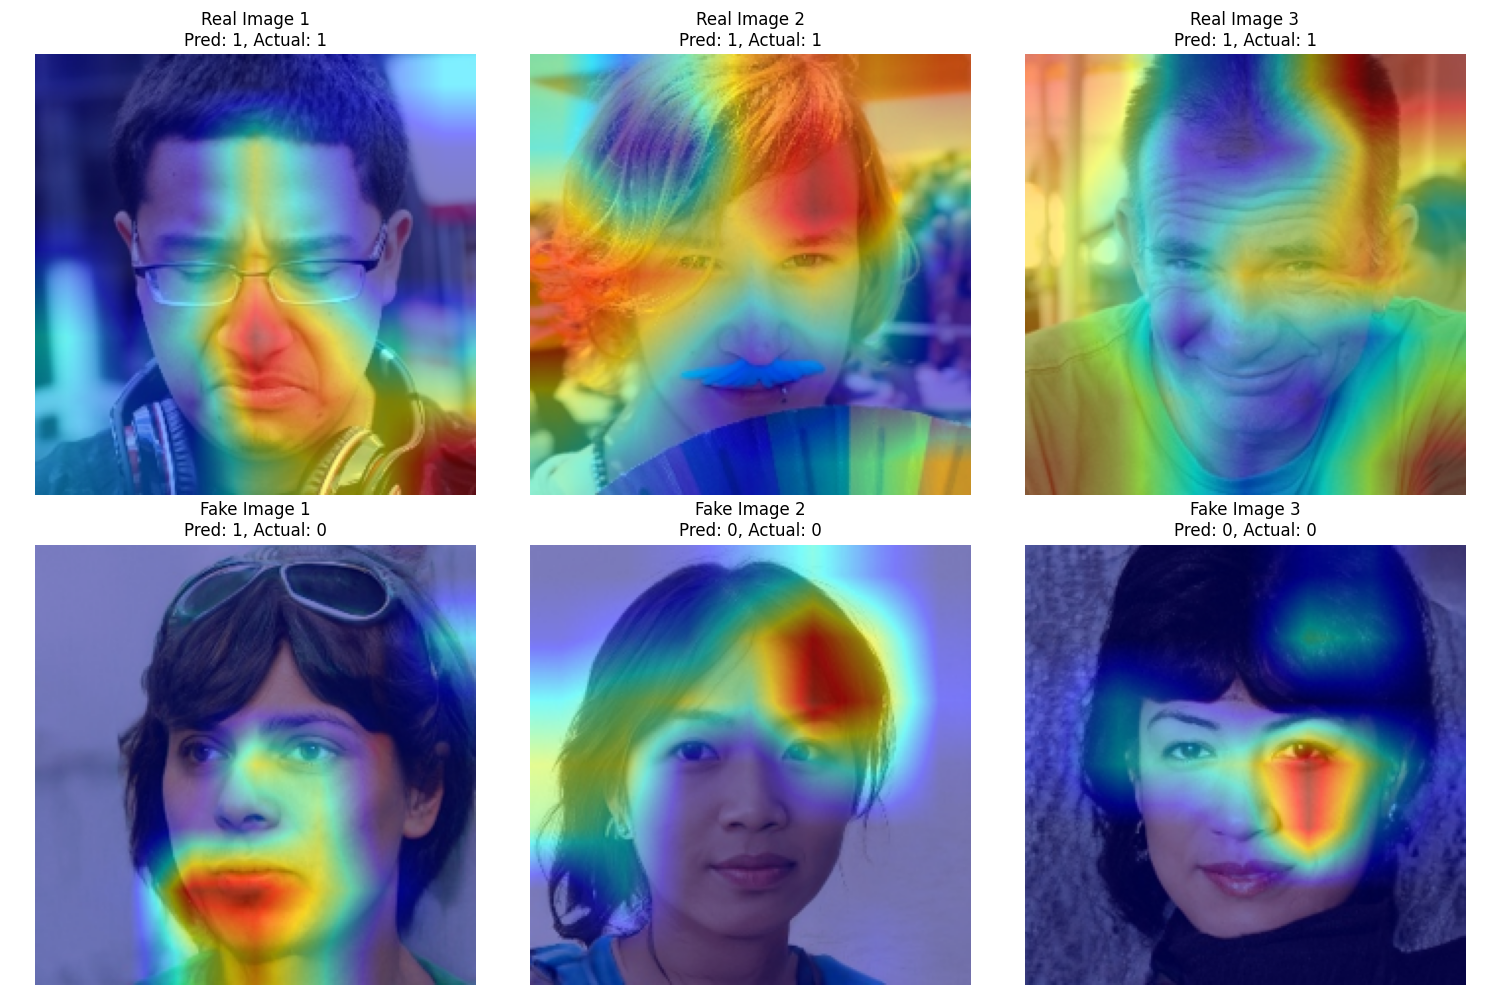 Real Image 1
Pred: 1, Actual: 1
Real Image 2
Pred: 1, Actual: 1
Real Image 3
Pred: 1, Actual: 1
Fake Image 1
Pred: 1, Actual: 0
Fake Image 2
Pred: 0, Actual: 0
Fake Image 3
Pred: 0, Actual: 0